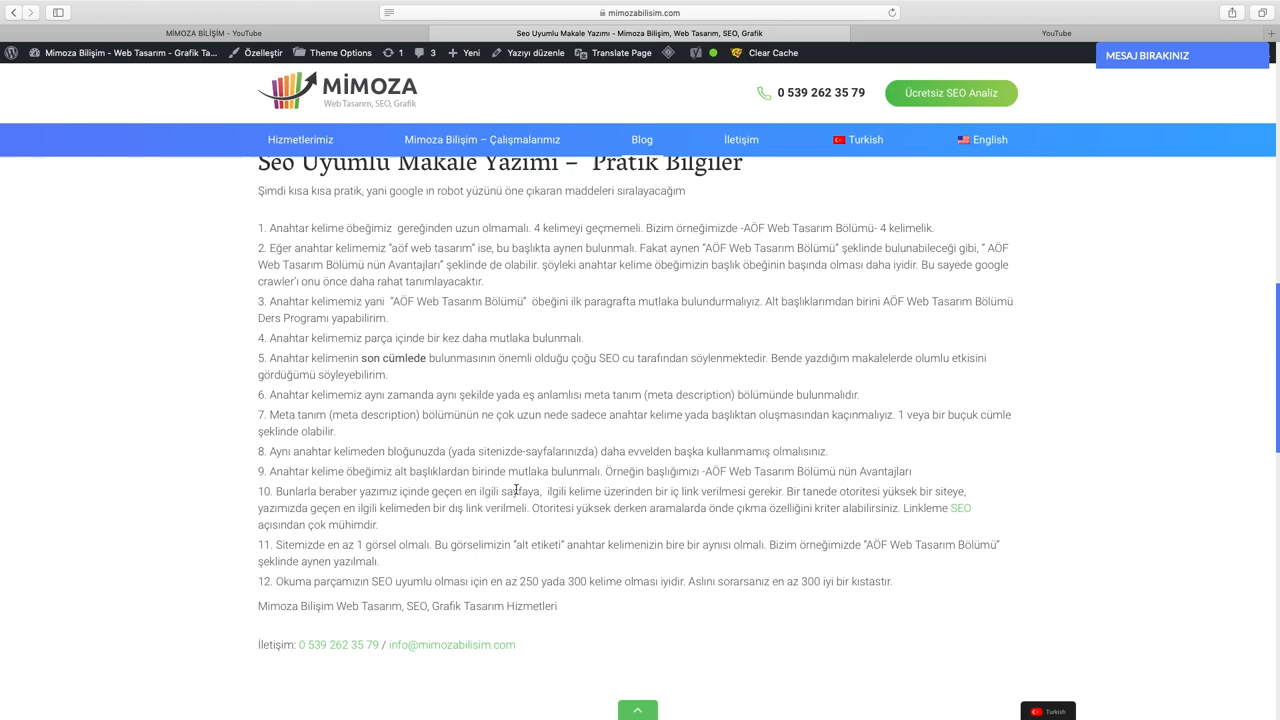 mimozabilisim.com
MİMOZA BİLİŞİM - YouTube
Seo Uyumlu Makale Yazımı - Mimoza Bilişim, Web Tasarım, SEO, Grafik
YouTube
Mimoza Bilişim - Web Tasarım - Grafik Ta...
Özelleştir
Theme Options
1
3
Yeni
Yazıyı düzenle
Translate Page
Clear Cache
MESAJ BIRAKINIZ
MİMOZA
Web Tasarım, SEO, Grafik
0 539 262 35 79
Ücretsiz SEO Analiz
Hizmetlerimiz
Mimoza Bilişim – Çalışmalarımız
Blog
İletişim
Turkish
English
Seo Uyumlu Makale Yazımı – Pratik Bilgiler
Şimdi kısa kısa pratik, yani google ın robot yüzünü öne çıkaran maddeleri sıralayacağım
1. Anahtar kelime öbeğimiz gereğinden uzun olmamalı. 4 kelimeyi geçmemeli. Bizim örneğimizde -AÖF Web Tasarım Bölümü- 4 kelimelik.
2. Eğer anahtar kelimemiz “aöf web tasarım” ise, bu başlıkta aynen bulunmalı. Fakat aynen “AÖF Web Tasarım Bölümü” şeklinde bulunabileceği gibi, “ AÖF
Web Tasarım Bölümü nün Avantajları” şeklinde de olabilir. şöyleki anahtar kelime öbeğimizin başlık öbeğinin başında olması daha iyidir. Bu sayede google
crawler’ı onu önce daha rahat tanımlayacaktır.
3. Anahtar kelimemiz yani “AÖF Web Tasarım Bölümü” öbeğini ilk paragrafta mutlaka bulundurmalıyız. Alt başlıklarımdan birini AÖF Web Tasarım Bölümü
Ders Programı yapabilirim.
4. Anahtar kelimemiz parça içinde bir kez daha mutlaka bulunmalı.
5. Anahtar kelimenin son cümlede bulunmasının önemli olduğu çoğu SEO cu tarafından söylenmektedir. Bende yazdığım makalelerde olumlu etkisini
gördüğümü söyleyebilirim.
6. Anahtar kelimemiz aynı zamanda aynı şekilde yada eş anlamlısı meta tanım (meta description) bölümünde bulunmalıdır.
7. Meta tanım (meta description) bölümünün ne çok uzun nede sadece anahtar kelime yada başlıktan oluşmasından kaçınmalıyız. 1 veya bir buçuk cümle
şeklinde olabilir.
8. Aynı anahtar kelimeden bloğunuzda (yada sitenizde-sayfalarınızda) daha evvelden başka kullanmamış olmalısınız.
9. Anahtar kelime öbeğimiz alt başlıklardan birinde mutlaka bulunmalı. Örneğin başlığımızı -AÖF Web Tasarım Bölümü nün Avantajları
10. Bunlarla beraber yazımız içinde geçen en ilgili sayfaya, ilgili kelime üzerinden bir iç link verilmesi gerekir. Bir tanede otoritesi yüksek bir siteye,
yazımızda geçen en ilgili kelimeden bir dış link verilmeli. Otoritesi yüksek derken aramalarda önde çıkma özelliğini kriter alabilirsiniz. Linkleme SEO
açısından çok mühimdir.
11. Sitemizde en az 1 görsel olmalı. Bu görselimizin “alt etiketi” anahtar kelimenizin bire bir aynısı olmalı. Bizim örneğimizde “AÖF Web Tasarım Bölümü”
şeklinde aynen yazılmalı.
12. Okuma parçamızın SEO uyumlu olması için en az 250 yada 300 kelime olması iyidir. Aslını sorarsanız en az 300 iyi bir kıstastır.
Mimoza Bilişim Web Tasarım, SEO, Grafik Tasarım Hizmetleri
İletişim: 0 539 262 35 79 / info@mimozabilisim.com
Turkish